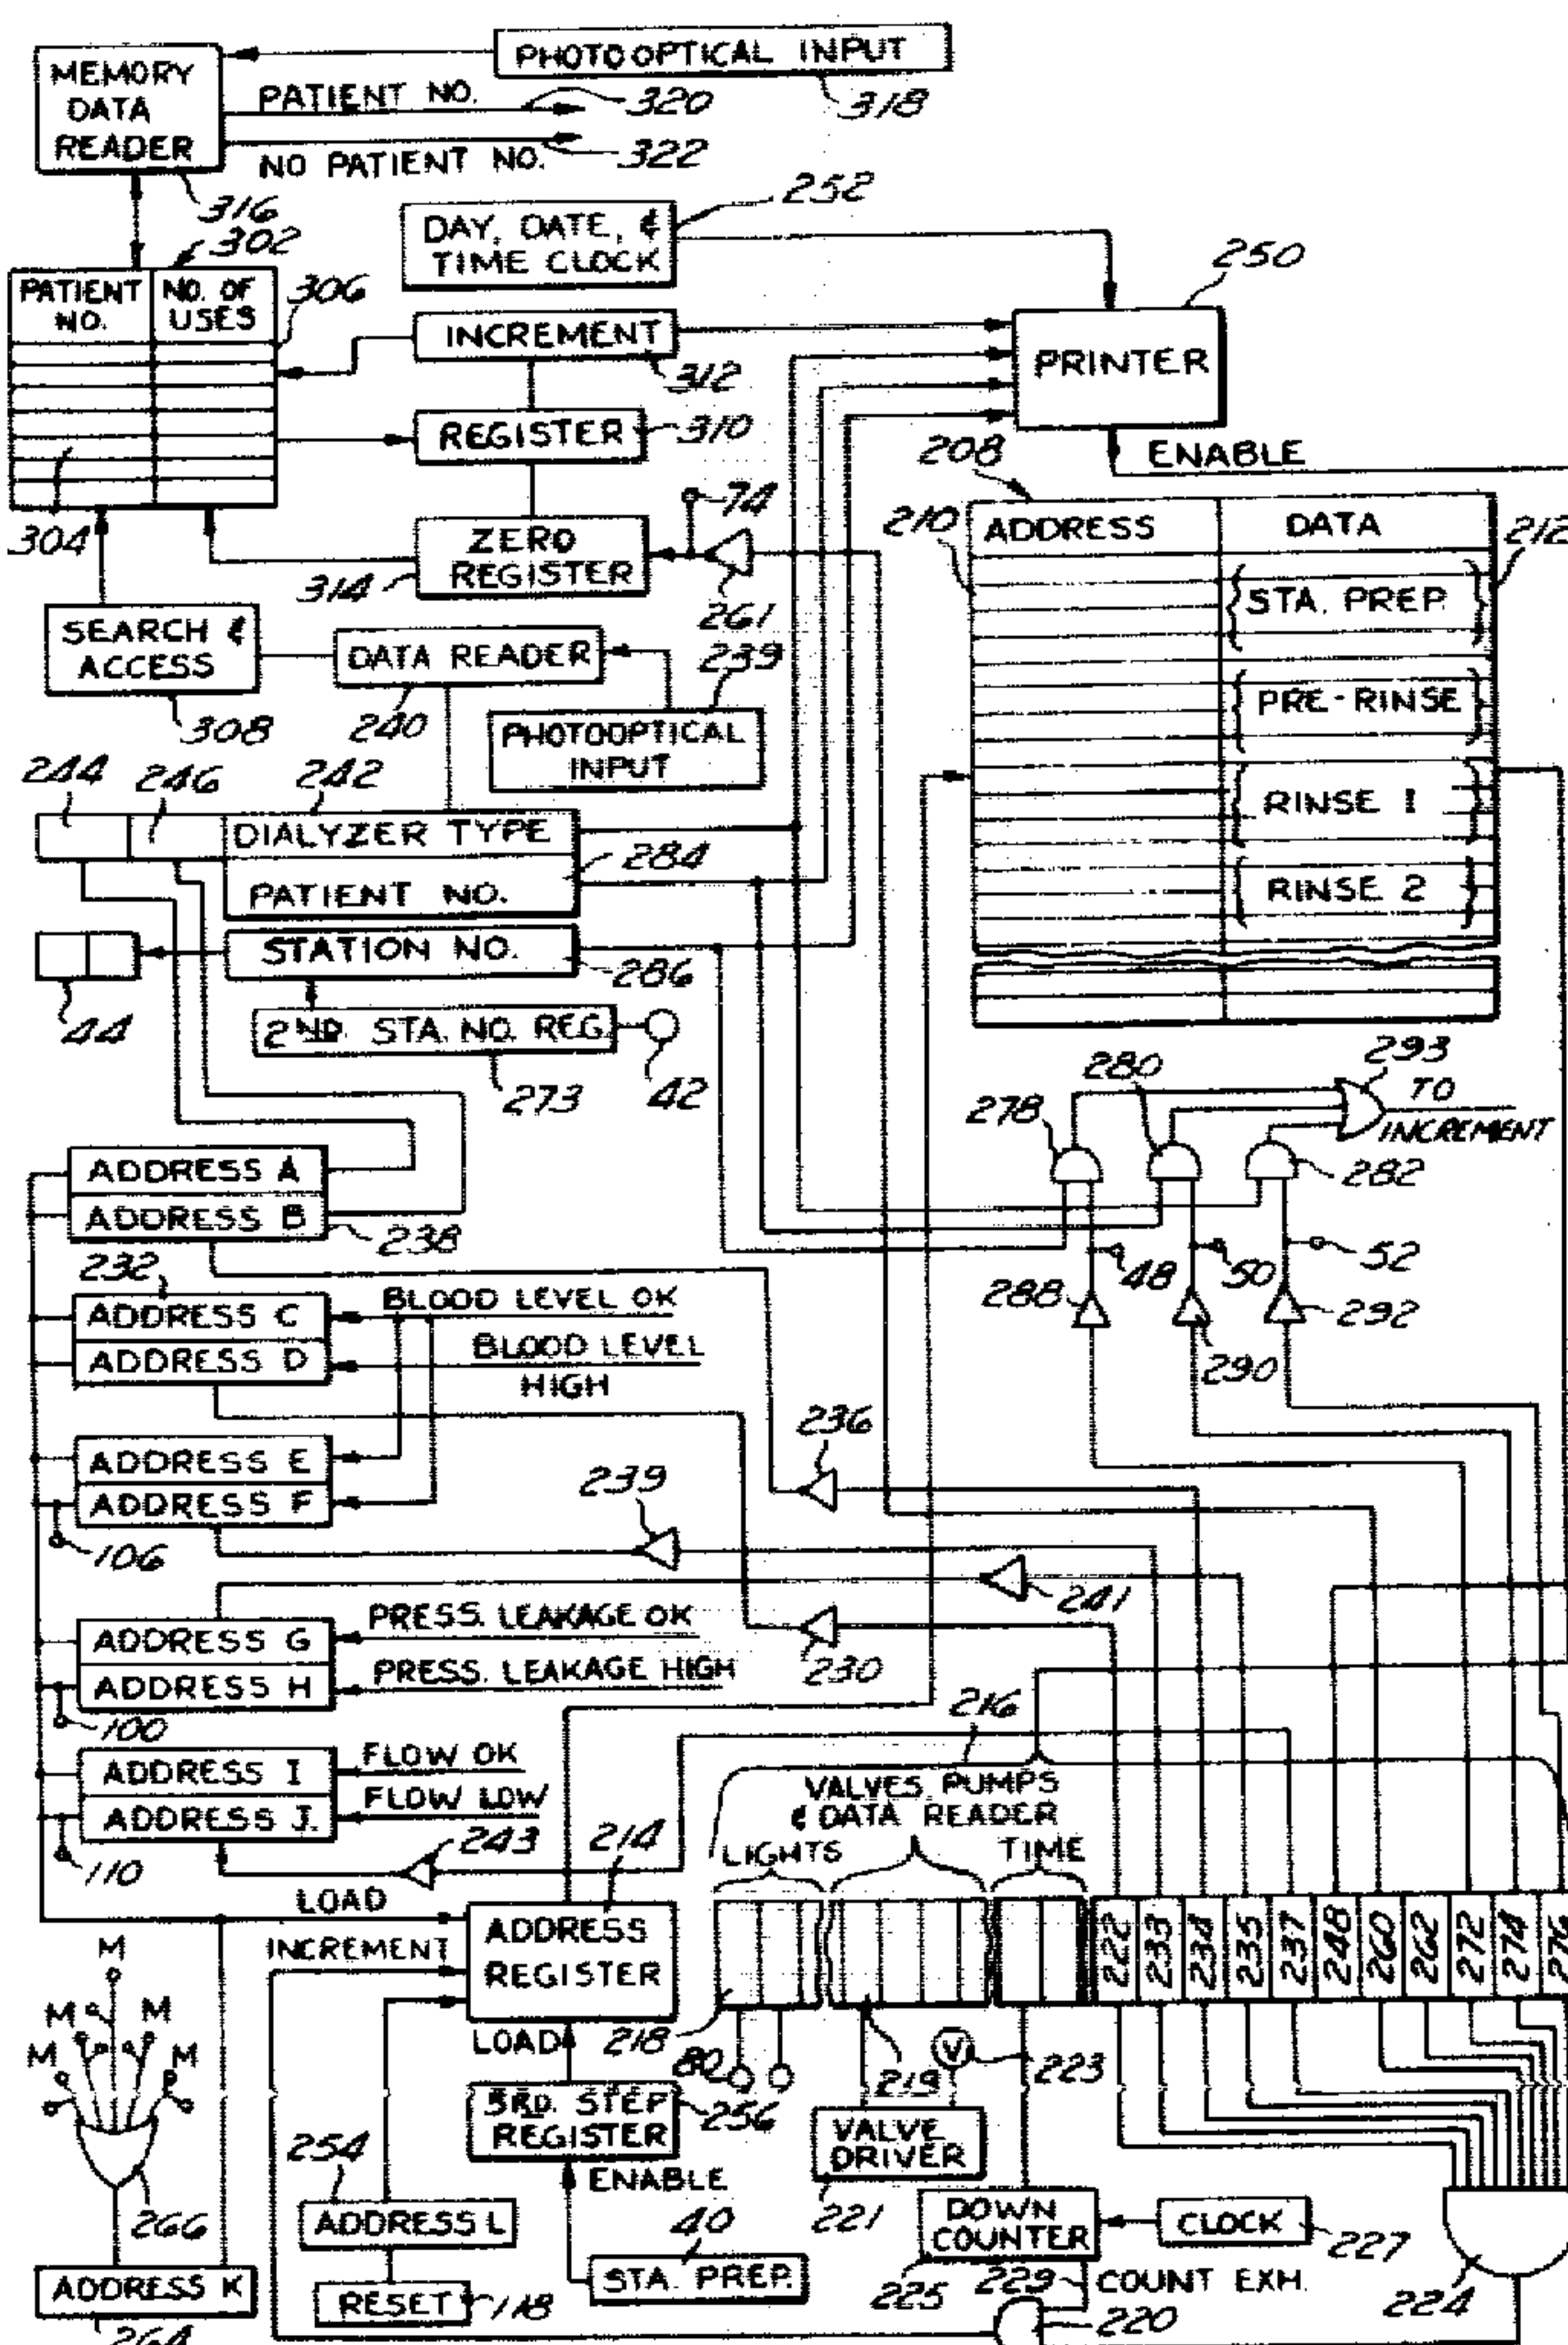 PHOTOOPTICAL INPUT
318
MEMORY
DATA
READER
PATIENT NO.
320
NO PATIENT NO.
322
316
302
252
DAY, DATE, &
TIME CLOCK
250
PATIENT
NO.
NO. OF
USES
306
INCREMENT
312
PRINTER
REGISTER
310
208
ENABLE
304
74
ZERO
REGISTER
314
261
210
ADDRESS
DATA
212
STA. PREP.
PRE-RINSE
RINSE 1
RINSE 2
SEARCH &
ACCESS
308
DATA READER
240
239
PHOTOOPTICAL
INPUT
244
246
242
DIALYZER TYPE
284
PATIENT NO.
STATION NO.
286
44
2ND. STA. NO. REG.
273
42
278
280
293
TO
INCREMENT
282
ADDRESS A
ADDRESS B
238
232
ADDRESS C
BLOOD LEVEL OK
ADDRESS D
BLOOD LEVEL
HIGH
288
48
50
52
290
292
ADDRESS E
ADDRESS F
106
236
239
241
ADDRESS G
PRESS. LEAKAGE OK
ADDRESS H
PRESS. LEAKAGE HIGH
100
230
216
ADDRESS I
FLOW OK
ADDRESS J.
FLOW LOW
110
243
214
VALVES, PUMPS
& DATA READER
LIGHTS
TIME
LOAD
ADDRESS
REGISTER
INCREMENT
LOAD
222
233
234
235
237
248
260
262
272
274
276
218
80
219
V
223
M
M
M
M
M
266
3RD. STEP
REGISTER
256
VALVE
DRIVER
221
254
ENABLE
ADDRESS L
40
DOWN
COUNTER
CLOCK
227
225
229
COUNT EXH.
224
ADDRESS K
264
RESET
118
STA. PREP.
220